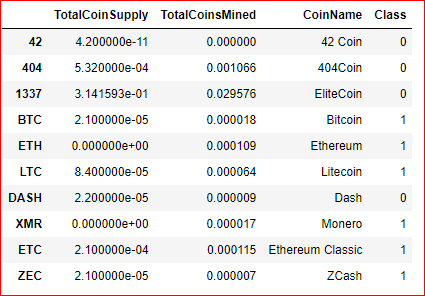 TotalCoinSupply TotalCoinsMined CoinName Class
42 4.200000e-11 0.000000 42 Coin 0
404 5.320000e-04 0.001066 404Coin 0
1337 3.141593e-01 0.029576 EliteCoin 0
BTC 2.100000e-05 0.000018 Bitcoin 1
ETH 0.000000e+00 0.000109 Ethereum 1
LTC 8.400000e-05 0.000064 Litecoin 1
DASH 2.200000e-05 0.000009 Dash 0
XMR 0.000000e+00 0.000017 Monero 1
ETC 2.100000e-04 0.000115 Ethereum Classic 1
ZEC 2.100000e-05 0.000007 ZCash 1